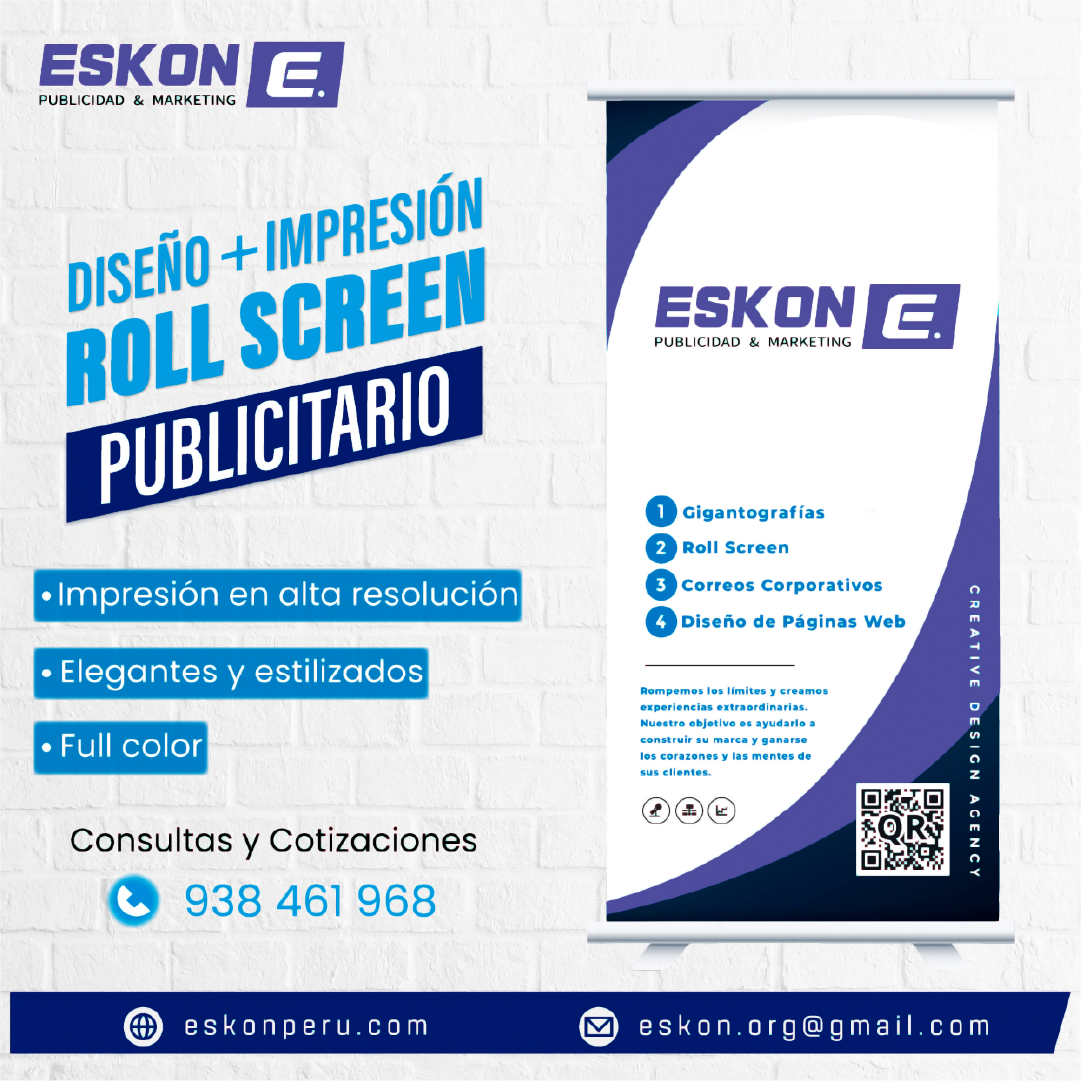 ESKON E.
PUBLICIDAD & MARKETING
DISEÑO + IMPRESIÓN
ROLL SCREEN
PUBLICITARIO
• Impresión en alta resolución
• Elegantes y estilizados
• Full color
Consultas y Cotizaciones
938 461 968
ESKON E.
PUBLICIDAD & MARKETING
1 Gigantografías
2 Roll Screen
3 Correos Corporativos
4 Diseño de Páginas Web
Rompemos los límites y creamos
experiencias extraordinarias.
Nuestro objetivo es ayudarlo a
construir su marca y ganarse
los corazones y las mentes de
sus clientes.
CREATIVE DESIGN AGENCY
QR
eskonperu.com
eskon.org@gmail.com